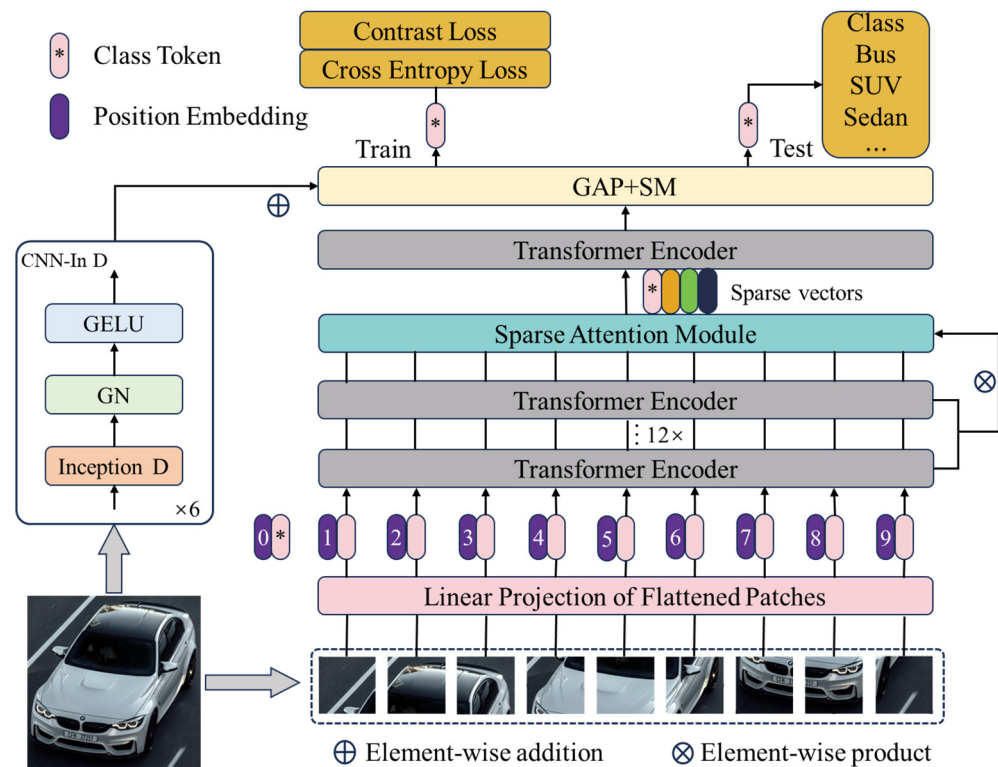 Contrast Loss
Cross Entropy Loss
Class
Bus
SUV
Sedan
...
* Class Token
Position Embedding
*
*
Train
Test
GAP+SM
CNN-In D
GELU
GN
Inception D
×6
Transformer Encoder
* Sparse vectors
Sparse Attention Module
Transformer Encoder
⋮ 12×
Transformer Encoder
0 * 1 2 3 4 5 6 7 8 9
Linear Projection of Flattened Patches
⊕ Element-wise addition
⊗ Element-wise product